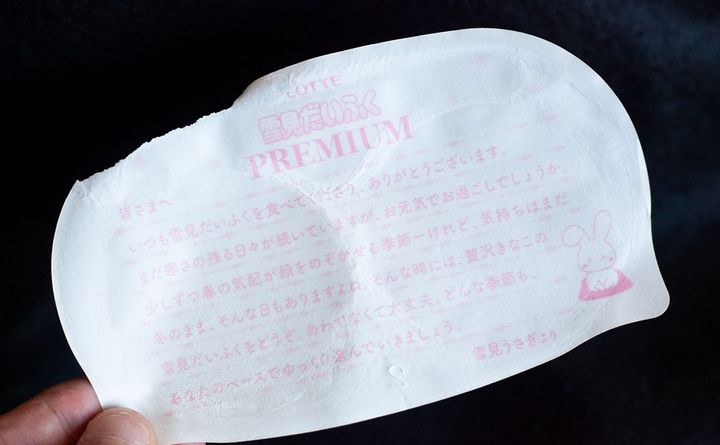 LOTTE
雪見だいふく
PREMIUM
皆さまへ
いつも雪見だいふくを食べてくださり、ありがとうございます。
まだ寒さの残る日々が続いていますが、お元気でお過ごしでしょうか。
少しずつ春の気配が顔をのぞかせる季節ーけれど、気持ちはまだ
冬のまま。そんな日もありますよね。そんな時には、贅沢きなこの
雪見だいふくをどうぞ。あわてなくて大丈夫。どんな季節も、
あなたのペースでゆっくり進んでいきましょう。
雪見うさぎより